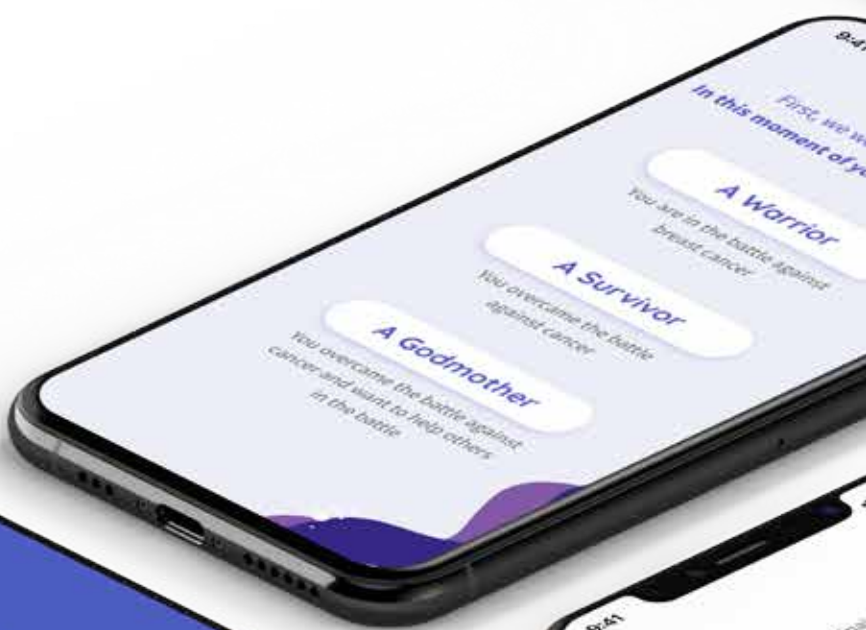 9:41
First, we
In this moment of
A Warrior
You are in the battle against
breast cancer
A Survivor
You overcame the battle
against cancer
A Godmother
You overcame the battle against
cancer and want to help others
in the battle
9:41